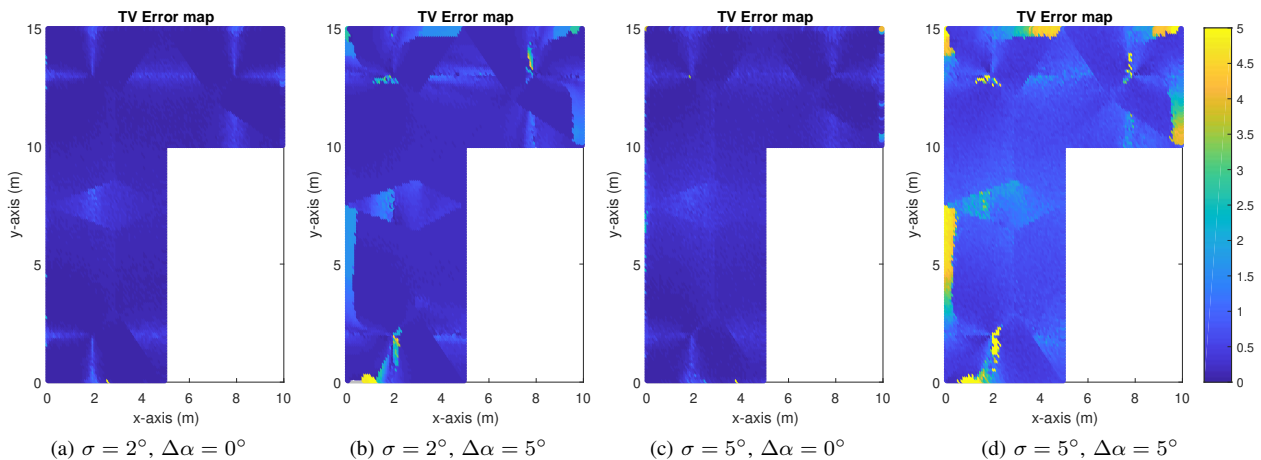 TV Error map TV Error map TV Error map TV Error map
15 15 15 15 5
4.5
4
10 10 10 10 3.5
3
y-axis (m) y-axis (m) y-axis (m) y-axis (m) 2.5
2
5 5 5 5 1.5
1
0.5
0 0 0 0 0
0 2 4 6 8 10 0 2 4 6 8 10 0 2 4 6 8 10 0 2 4 6 8 10
x-axis (m) x-axis (m) x-axis (m) x-axis (m)
(a) σ = 2°, Δα = 0° (b) σ = 2°, Δα = 5° (c) σ = 5°, Δα = 0° (d) σ = 5°, Δα = 5°